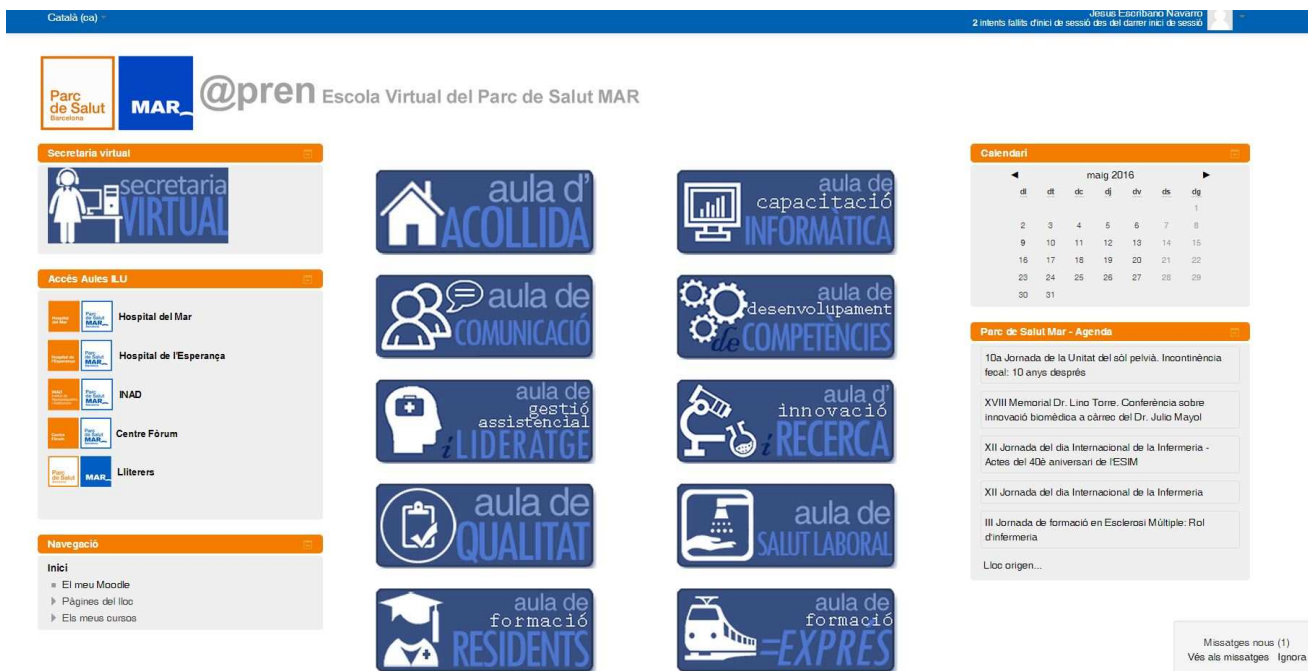 Català (ca)
Jesus Escribano Navarro
2 intents fallits d'inici de sessió des del darrer inici de sessió
Parc
de Salut
Barcelona
MAR
@pren Escola Virtual del Parc de Salut MAR
Secretaria virtual
secretaria
VIRTUAL
Accès Aules ILU
Hospital del Mar
Hospital de l'Esperança
INAD
Centre Fòrum
Lliterers
Navegació
Inici
El meu Moodle
Pàgines del lloc
Els meus cursos
aula d'
ACOLLIDA
aula de
capacitació
INFORMÀTICA
aula de
COMUNICACIÓ
aula de
desenvolupament
de COMPETÈNCIES
aula de
gestió
assistencial
i LIDERATGE
aula d'
innovació
i RECERCA
aula de
QUALITAT
aula de
SALUT LABORAL
aula de
formació
RESIDENTS
aula de
formació
=EXPRÉS
Calendari
maig 2016
dl dt dc dj dv ds dg
1
2 3 4 5 6 7 8
9 10 11 12 13 14 15
16 17 18 19 20 21 22
23 24 25 26 27 28 29
30 31
Parc de Salut Mar - Agenda
10a Jornada de la Unitat del sòl pelvià. Incontinència
fecal: 10 anys després
XVIII Memorial Dr. Lino Torre. Conferència sobre
innovació biomèdica a càrrec del Dr. Julio Mayol
XII Jornada del dia Internacional de la Infermeria -
Actes del 40è aniversari de l'ESIM
XII Jornada del dia Internacional de la Infermeria
III Jornada de formació en Esclerosi Múltiple: Rol
d'infermeria
Lloc origen...
Missatges nous (1)
Vés als missatges Ignora